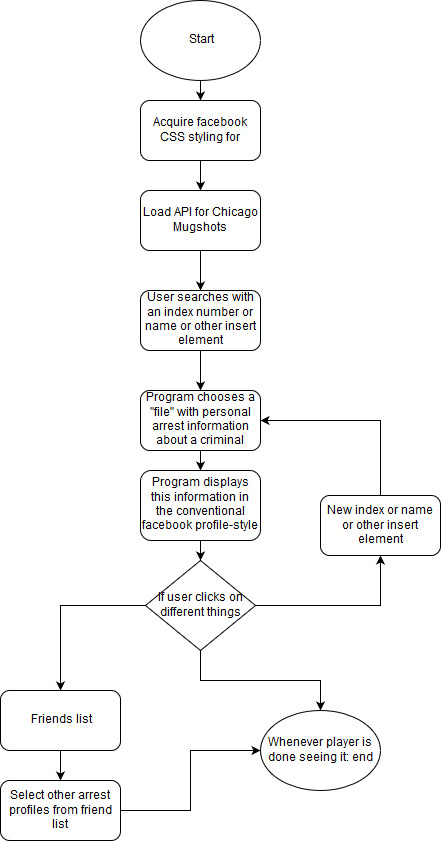 Start
Acquire facebook
CSS styling for
Load API for Chicago
Mugshots
User searches with
an index number or
name or other insert
element
Program chooses a
"file" with personal
arrest information
about a criminal
Program displays
this information in
the conventional
facebook profile-style
New index or name
or other insert
element
If user clicks on
different things
Friends list
Whenever player is
done seeing it: end
Select other arrest
profiles from friend
list